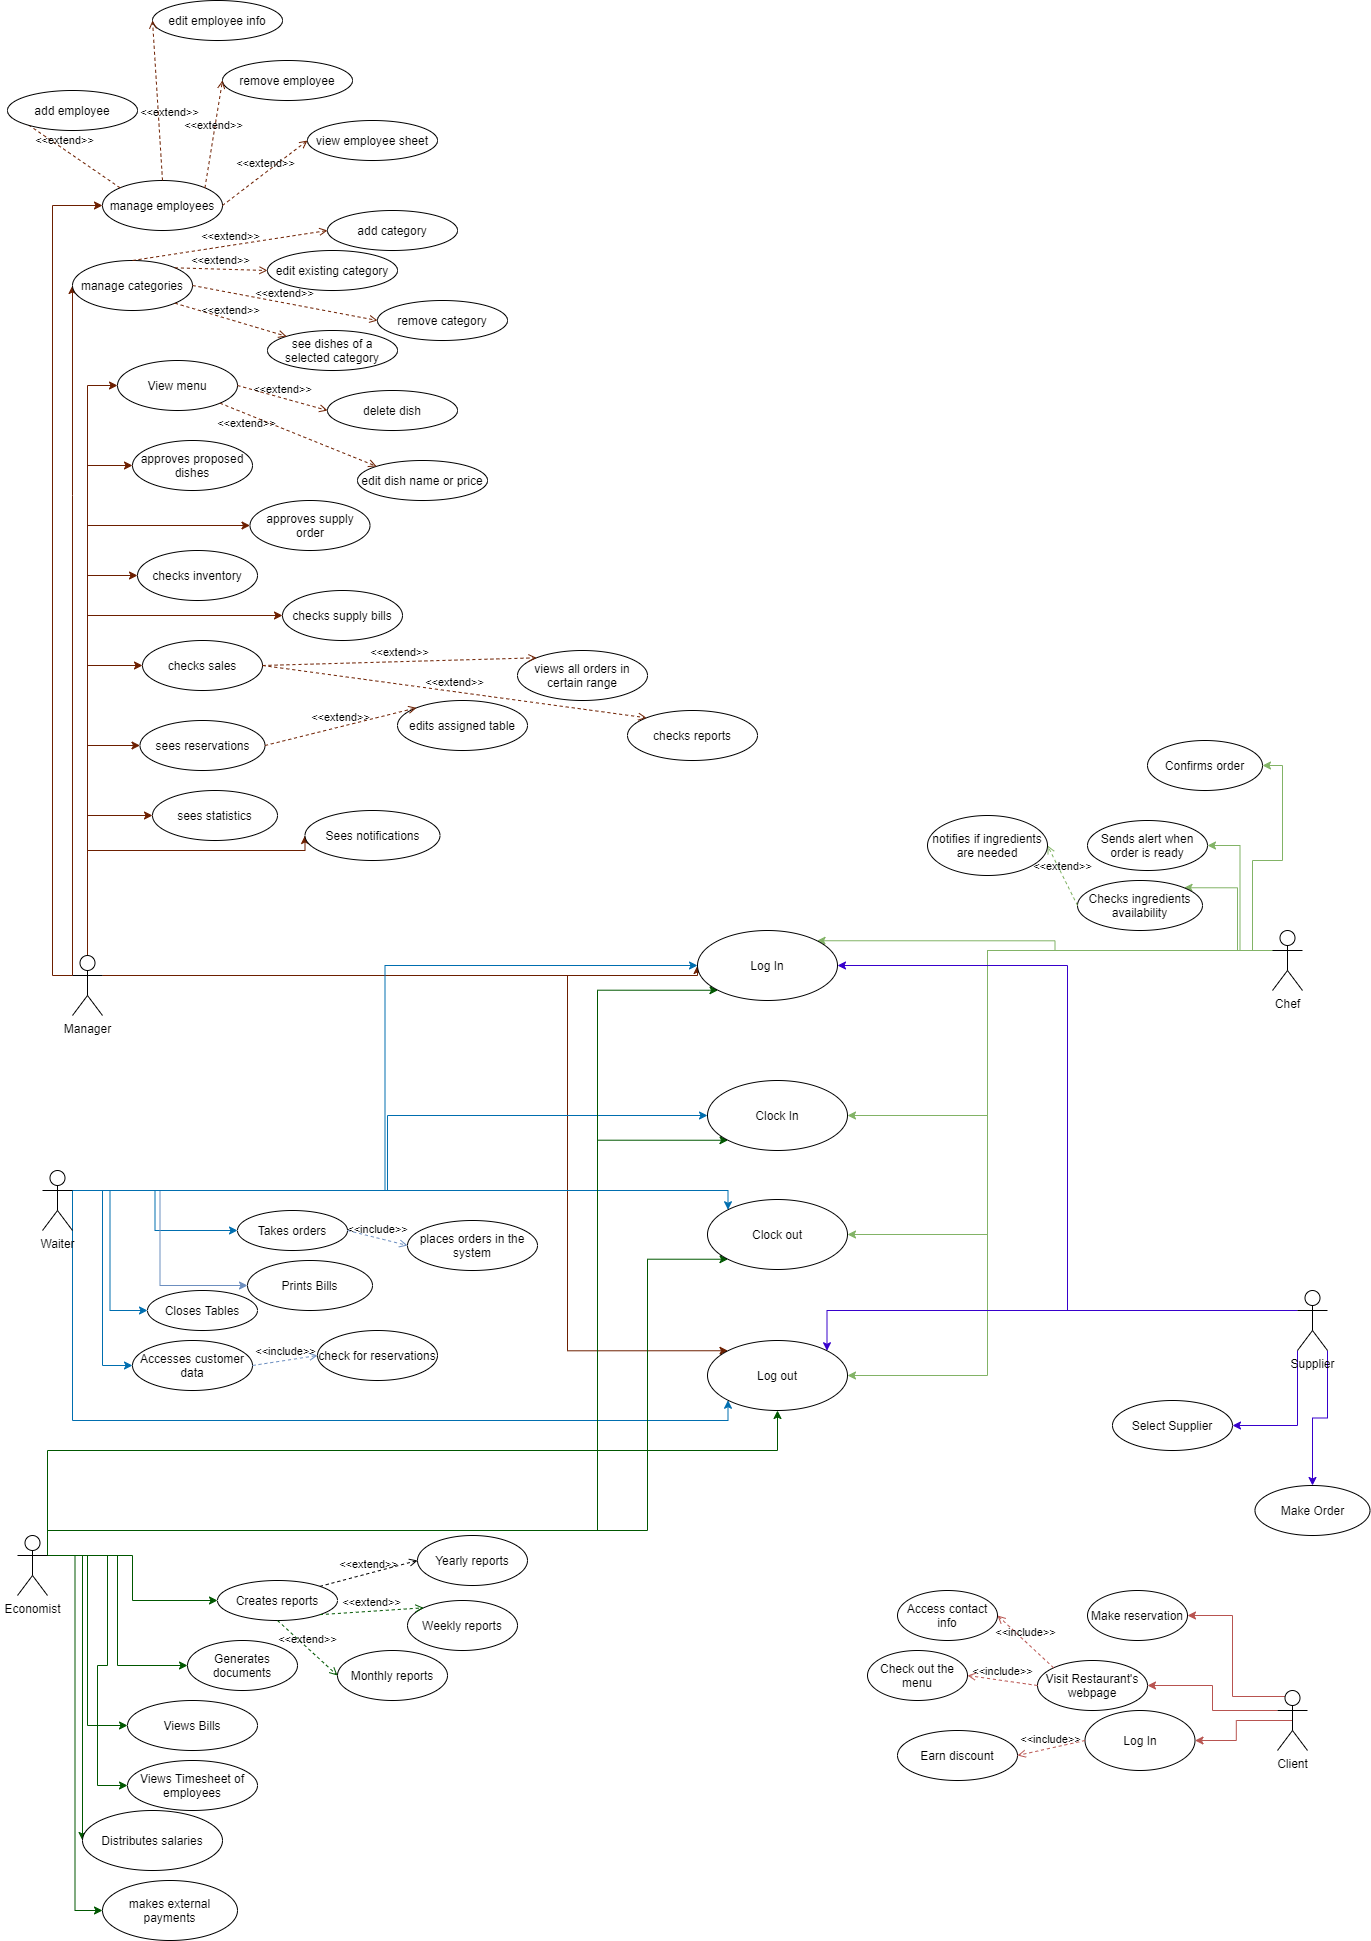 edit employee info
remove employee
add employee
<<extend>>
<<extend>>
<<extend>>
view employee sheet
<<extend>>
manage employees
add category
<<extend>>
<<extend>>
edit existing category
manage categories
<<extend>>
<<extend>>
remove category
see dishes of a
selected category
View menu
<<extend>>
delete dish
<<extend>>
approves proposed
dishes
edit dish name or price
approves supply
order
checks inventory
checks supply bills
<<extend>>
checks sales
views all orders in
certain range
<<extend>>
<<extend>>
edits assigned table
checks reports
sees reservations
Confirms order
sees statistics
Sees notifications
notifies if ingredients
are needed
Sends alert when
order is ready
<<extend>>
Checks ingredients
availability
Log In
Chef
Manager
Clock In
Takes orders
<<include>>
places orders in the
system
Clock out
Waiter
Prints Bills
Closes Tables
Accesses customer
data
<<include>>
check for reservations
Log out
Supplier
Select Supplier
Make Order
<<extend>>
Yearly reports
Creates reports
<<extend>>
Economist
Weekly reports
<<extend>>
Generates
documents
Monthly reports
Access contact
info
Make reservation
<<include>>
Check out the
menu
<<include>>
Visit Restaurant's
webpage
Views Bills
<<include>>
Log In
Earn discount
Client
Views Timesheet of
employees
Distributes salaries
makes external
payments